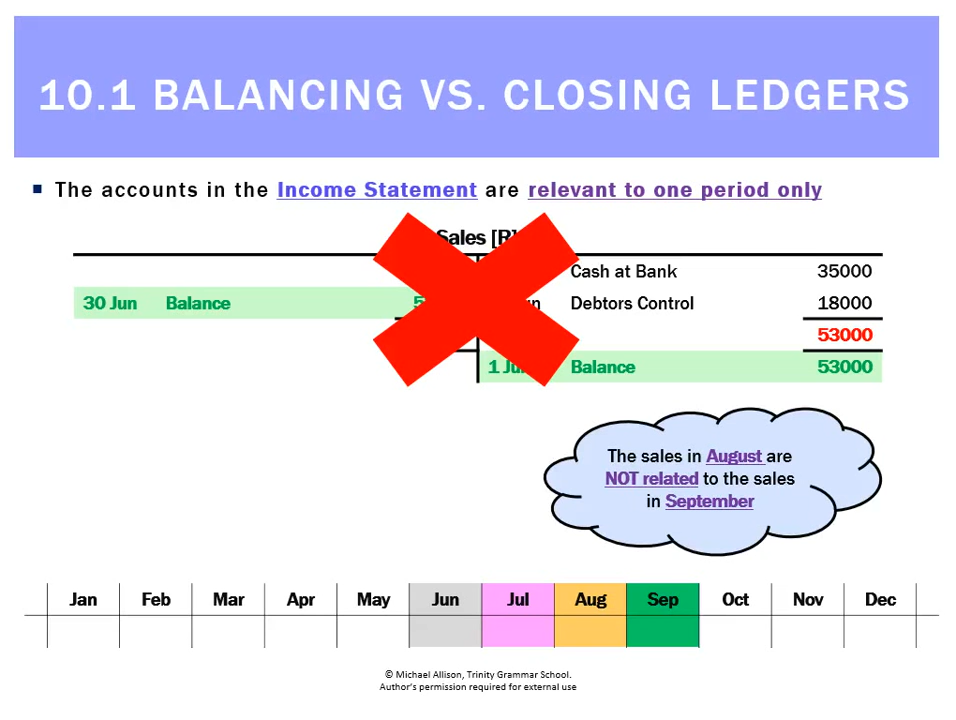 10.1 BALANCING VS. CLOSING LEDGERS
The accounts in the Income Statement are relevant to one period only
Sales [R]
Cash at Bank 35000
30 Jun Balance Debtors Control 18000
53000
1 Balance 53000
The sales in August are
NOT related to the sales
in September
Jan Feb Mar Apr May Jun Jul Aug Sep Oct Nov Dec
© Michael Allison, Trinity Grammar School.
Author's permission required for external use